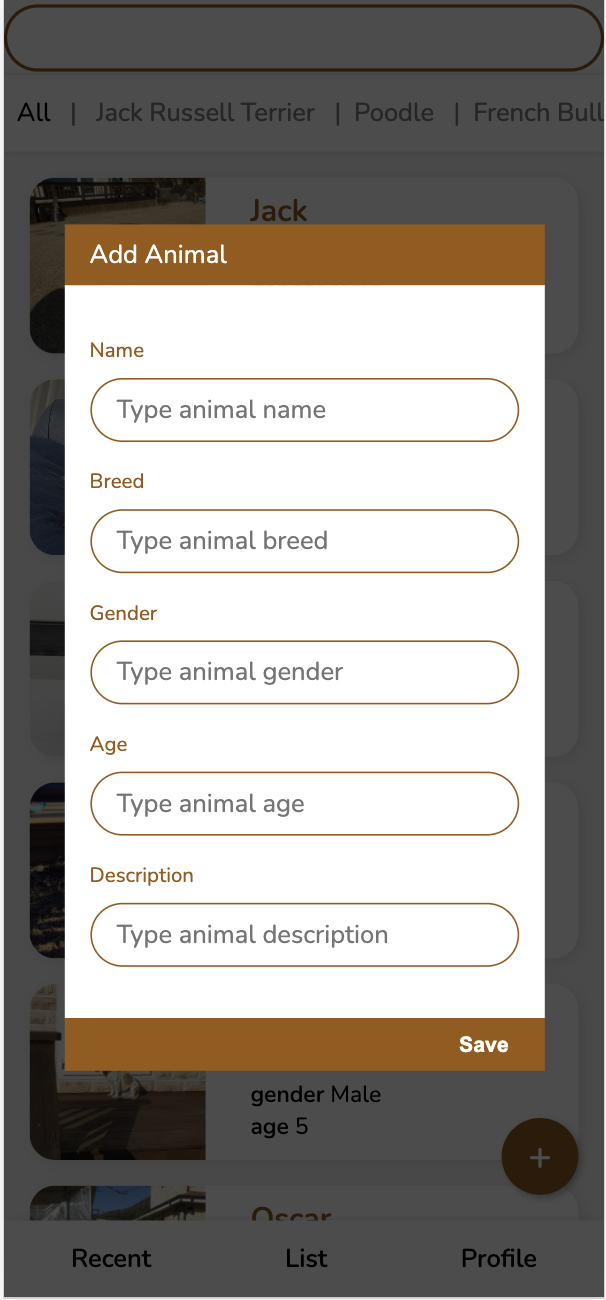 All | Jack Russell Terrier | Poodle | French Bull
Jack
Add Animal
Name
Type animal name
Breed
Type animal breed
Gender
Type animal gender
Age
Type animal age
Description
Type animal description
Save
gender Male
age 5
+
Oscar
Recent List Profile